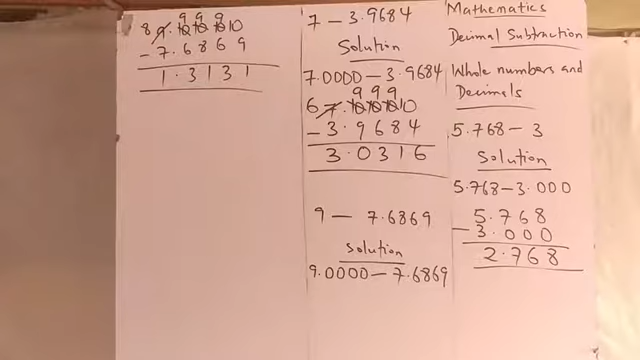 Mathematics
Decimal Subtraction
Whole numbers and
Decimals
5.768 – 3
Solution
5.768 – 3.000
5.768
– 3.000
2.768
7 – 3.9684
Solution
7.0000 – 3.9684
9 9 9
6 7.10 10 10 10
– 3.9684
3.0316
9 – 7.6869
Solution
9.0000 – 7.6869
9 9 9
8 9.10 10 10 10
– 7.6869
1.3131